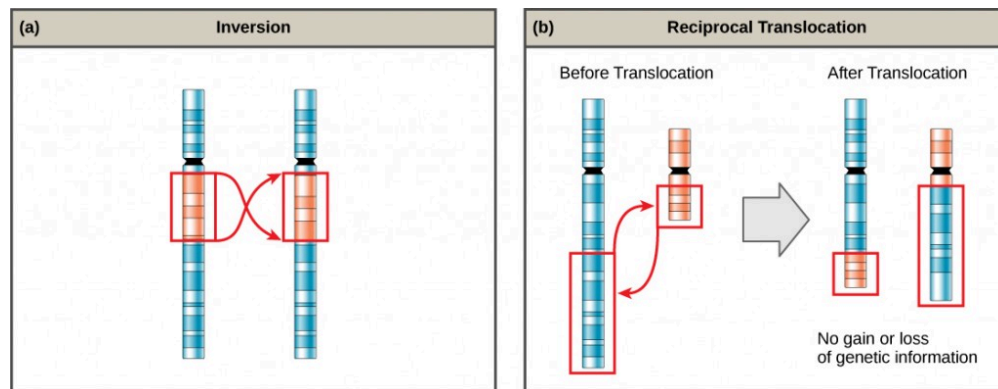 (a) Inversion
(b) Reciprocal Translocation
Before Translocation
After Translocation
No gain or loss
of genetic information